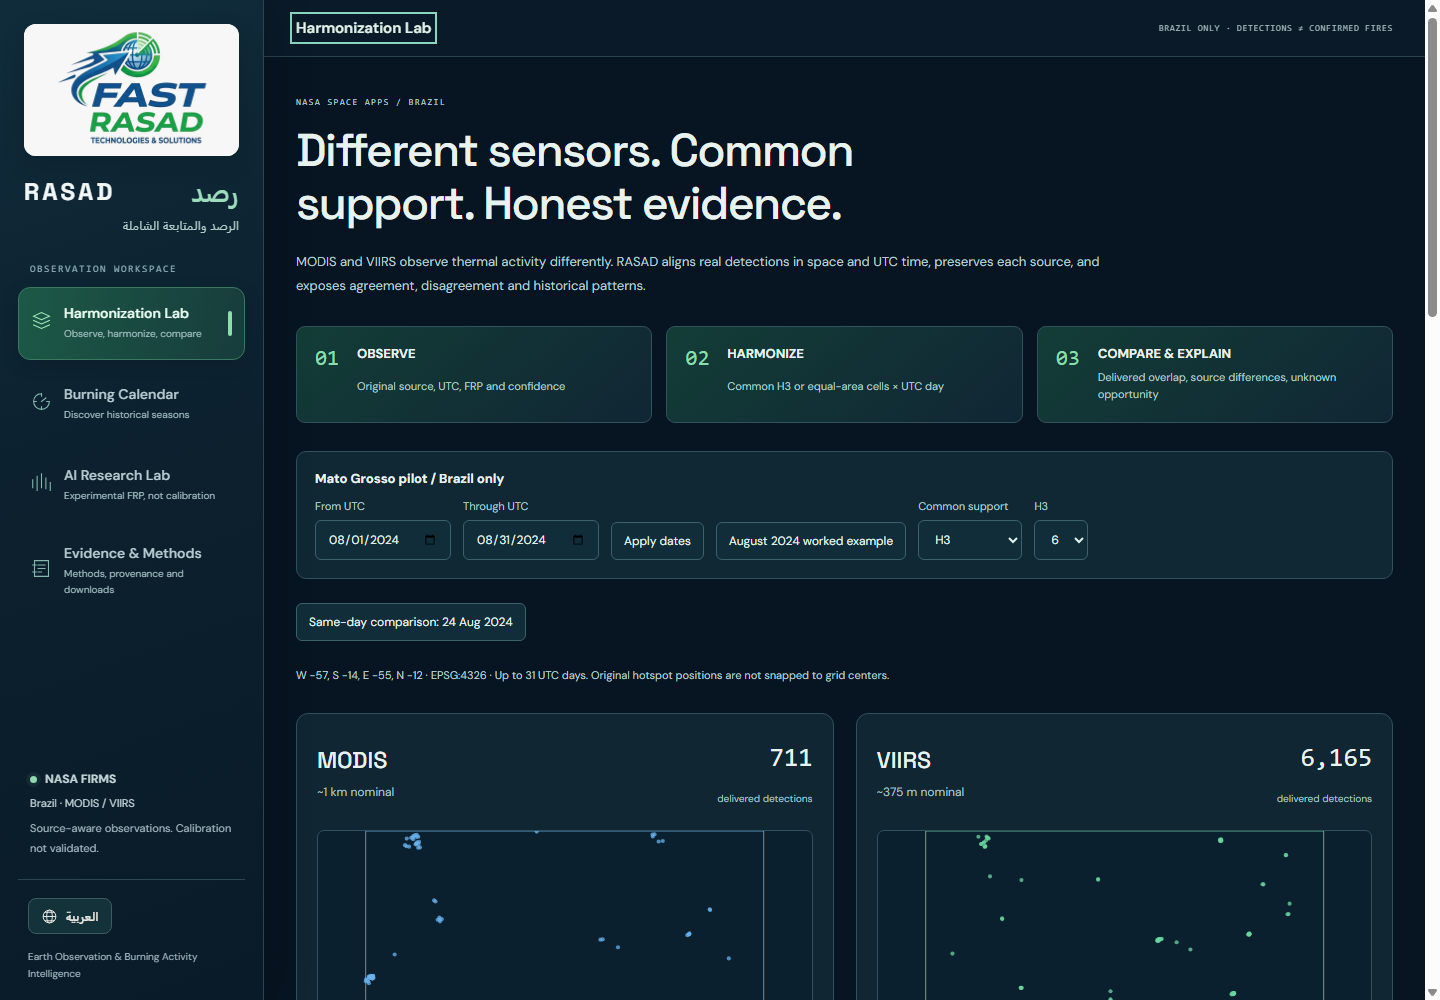 FAST
RASAD
TECHNOLOGIES & SOLUTIONS
RASAD
رصد
الرصد والمتابعة الشاملة
OBSERVATION WORKSPACE
Harmonization Lab
Observe, harmonize, compare
Burning Calendar
Discover historical seasons
AI Research Lab
Experimental FRP, not calibration
Evidence & Methods
Methods, provenance and
downloads
NASA FIRMS
Brazil · MODIS / VIIRS
Source-aware observations. Calibration
not validated.
العربية
Earth Observation & Burning Activity
Intelligence
Harmonization Lab
BRAZIL ONLY · DETECTIONS ≠ CONFIRMED FIRES
NASA SPACE APPS / BRAZIL
Different sensors. Common
support. Honest evidence.
MODIS and VIIRS observe thermal activity differently. RASAD aligns real detections in space and UTC time, preserves each source, and
exposes agreement, disagreement and historical patterns.
01 OBSERVE
Original source, UTC, FRP and confidence
02 HARMONIZE
Common H3 or equal-area cells × UTC day
03 COMPARE & EXPLAIN
Delivered overlap, source differences, unknown
opportunity
Mato Grosso pilot / Brazil only
From UTC Through UTC Common support H3
08/01/2024 08/31/2024 Apply dates August 2024 worked example H3 6
Same-day comparison: 24 Aug 2024
W -57, S -14, E -55, N -12 · EPSG:4326 · Up to 31 UTC days. Original hotspot positions are not snapped to grid centers.
MODIS 711
~1 km nominal
delivered detections
VIIRS 6,165
~375 m nominal
delivered detections